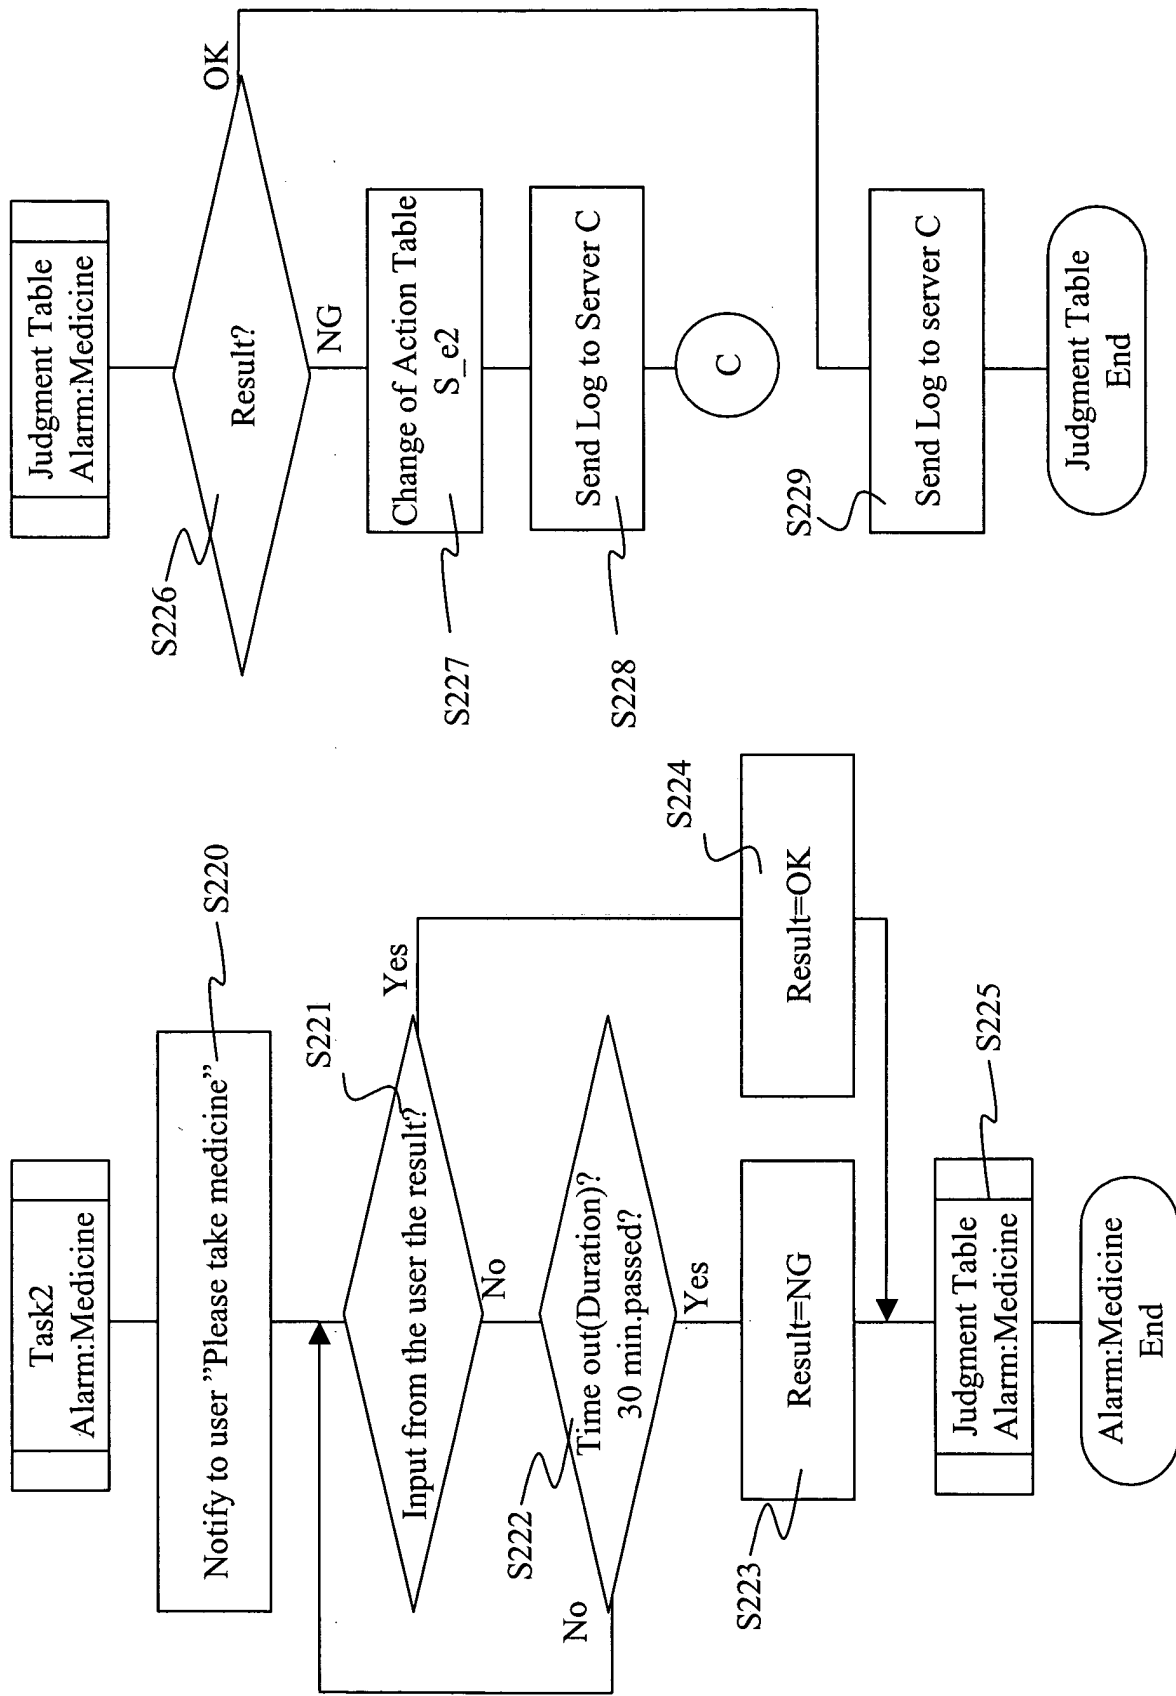 Task2
Alarm:Medicine
Notify to user ”Please take medicine”
S220
Input from the user the result?
S221
Yes
No
Time out(Duration)?
30 min.passed?
S222
No
Yes
Result=NG
S223
Result=OK
S224
Judgment Table
Alarm:Medicine
S225
Alarm:Medicine
End
Judgment Table
Alarm:Medicine
Result?
S226
OK
NG
Change of Action Table
S_e2
S227
Send Log to Server C
S228
C
Send Log to server C
S229
Judgment Table
End